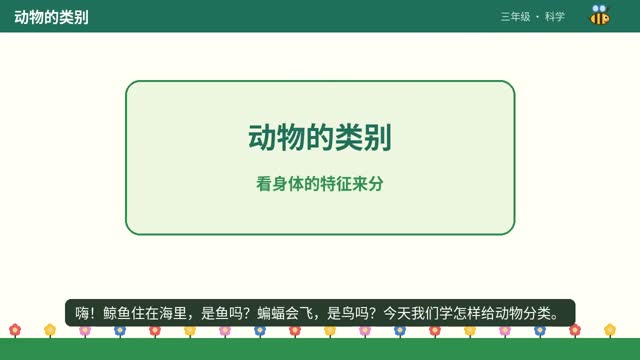 动物的类别
三年级 · 科学
动物的类别
看身体的特征来分
嗨！鲸鱼住在海里，是鱼吗？蝙蝠会飞，是鸟吗？今天我们学怎样给动物分类。